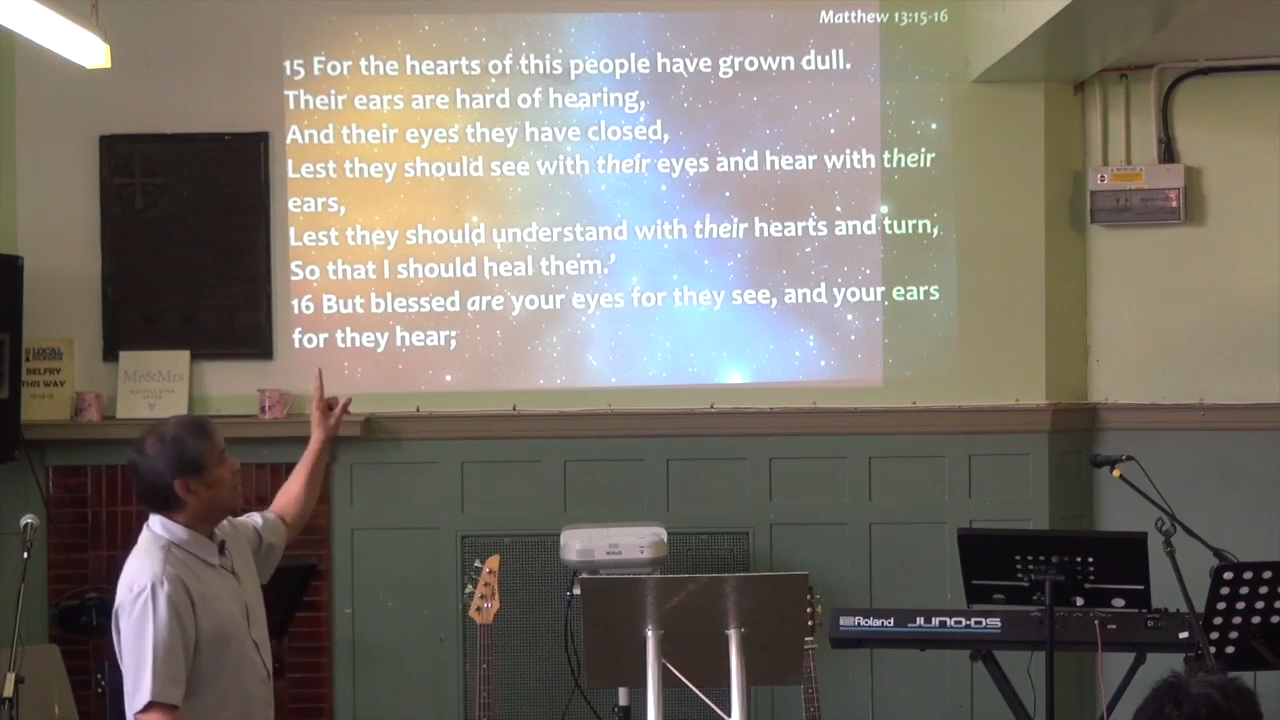 Matthew 13:15-16
15 For the hearts of this people have grown dull.
Their ears are hard of hearing,
And their eyes they have closed,
Lest they should see with their eyes and hear with their
ears,
Lest they should understand with their hearts and turn,
So that I should heal them.’
16 But blessed are your eyes for they see, and your ears
for they hear;
LOCAL
BELFRY
THIS WAY
Mr&Mrs
EPSON
Roland JUNO-DS